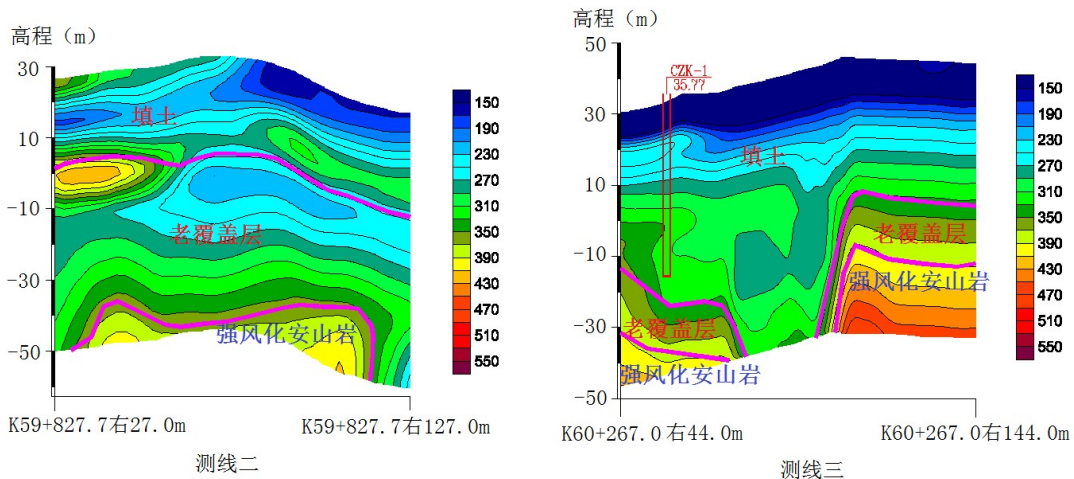 高程（m）
30
10
-10
-30
-50
填土
老覆盖层
强风化安山岩
150
190
230
270
310
350
390
430
470
510
550
K59+827.7右27.0m
K59+827.7右127.0m
测线二
高程（m）
50
30
10
-10
-30
-50
CZK-1
35.77
填土
老覆盖层
强风化安山岩
老覆盖层
强风化安山岩
150
190
230
270
310
350
390
430
470
510
550
K60+267.0右44.0m
K60+267.0右144.0m
测线三